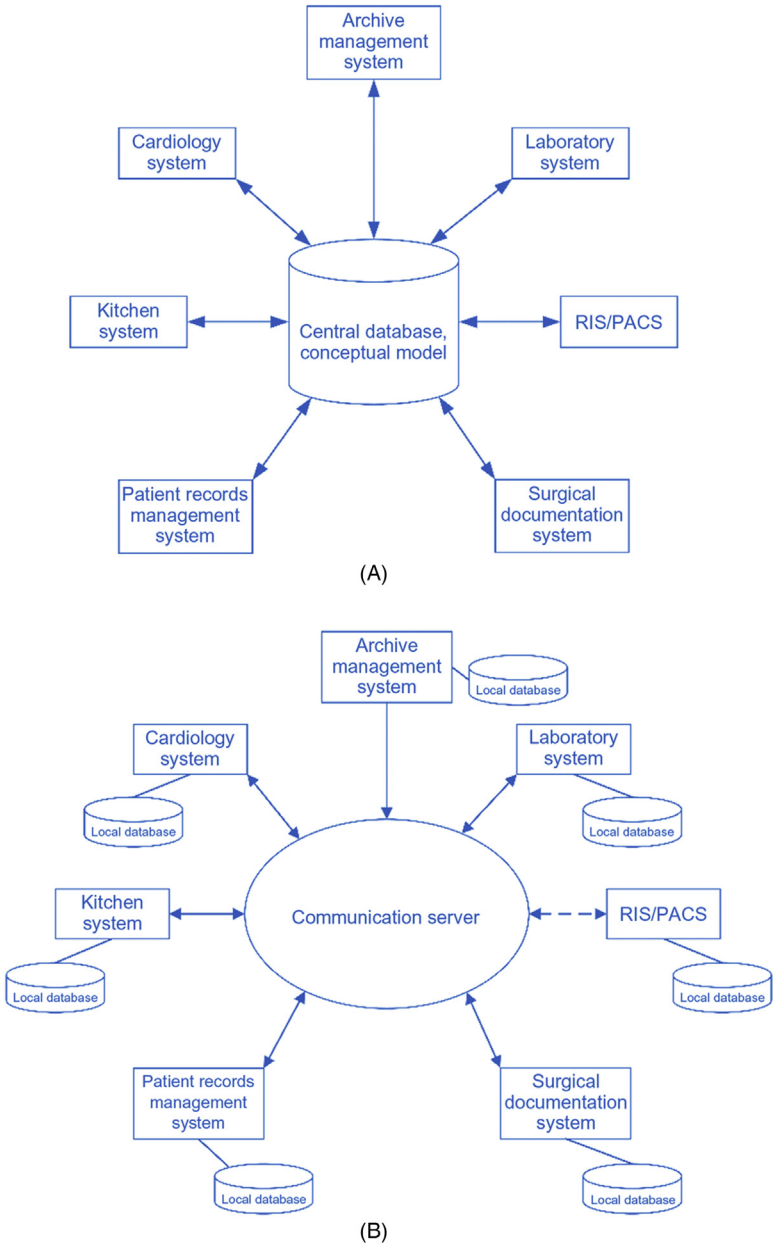 Archive
management
system
Cardiology
system
Laboratory
system
Kitchen
system
Central database,
conceptual model
RIS/PACS
Patient records
management
system
Surgical
documentation
system
(A)
Archive
management
system
Local database
Cardiology
system
Local database
Laboratory
system
Local database
Kitchen
system
Local database
Communication server
RIS/PACS
Local database
Patient records
management
system
Local database
Surgical
documentation
system
Local database
(B)